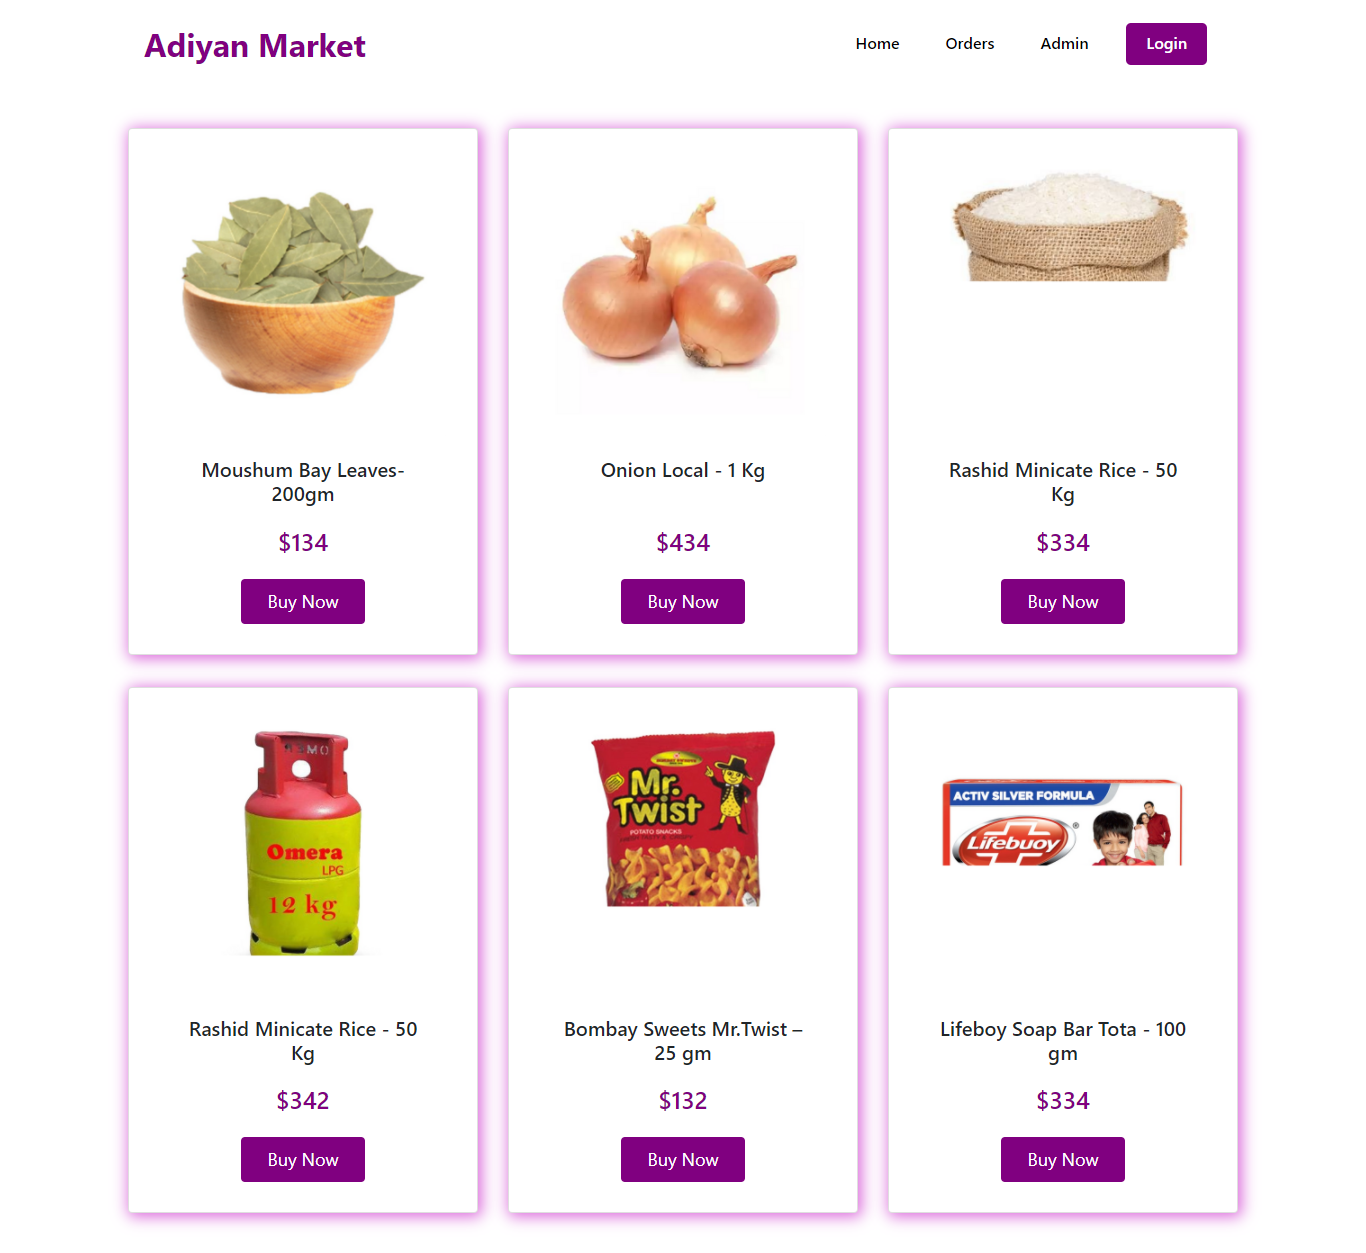 Adiyan Market
Home Orders Admin Login
Moushum Bay Leaves-
200gm
$134
Buy Now
Onion Local - 1 Kg
$434
Buy Now
Rashid Minicate Rice - 50
Kg
$334
Buy Now
OMER
Omera
LPG
12 kg
Rashid Minicate Rice - 50
Kg
$342
Buy Now
Mr.
Twist
POTATO SNACKS
Bombay Sweets Mr.Twist –
25 gm
$132
Buy Now
ACTIV SILVER FORMULA
Lifebuoy
®
Lifeboy Soap Bar Tota - 100
gm
$334
Buy Now